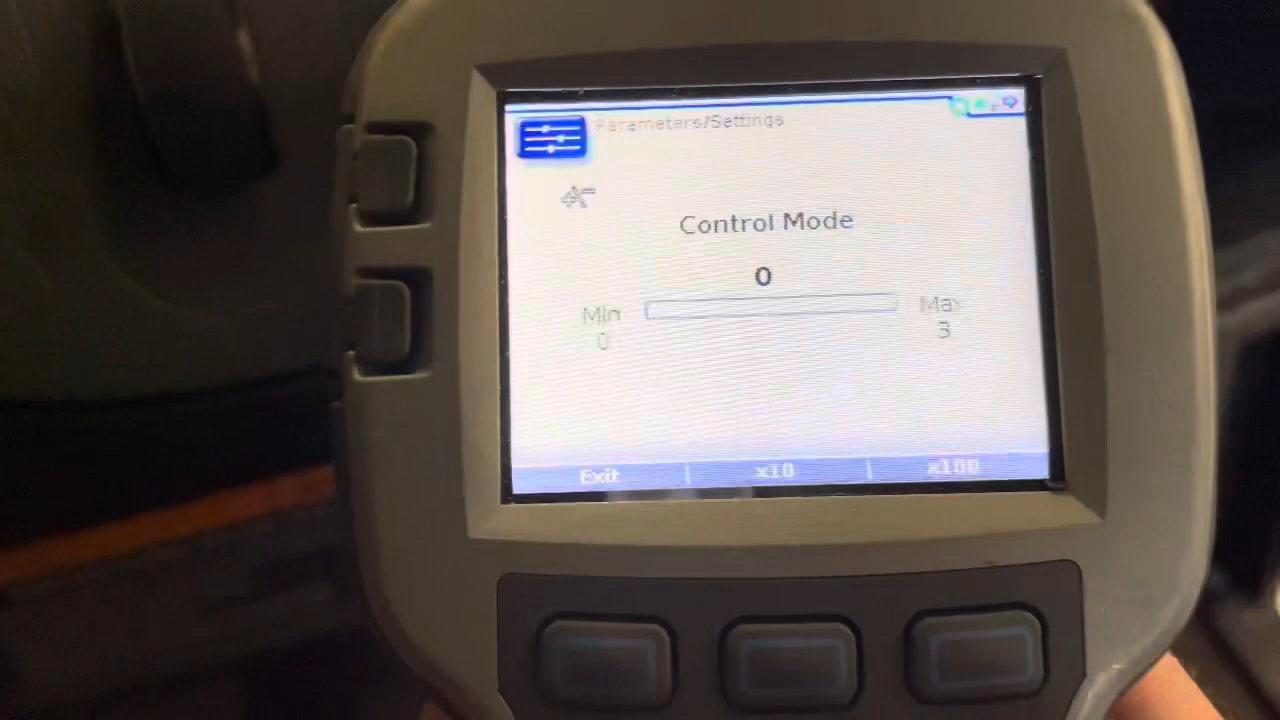 Parameters/Settings
Control Mode
0
Min
Max
0
3
Exit
x10
x100